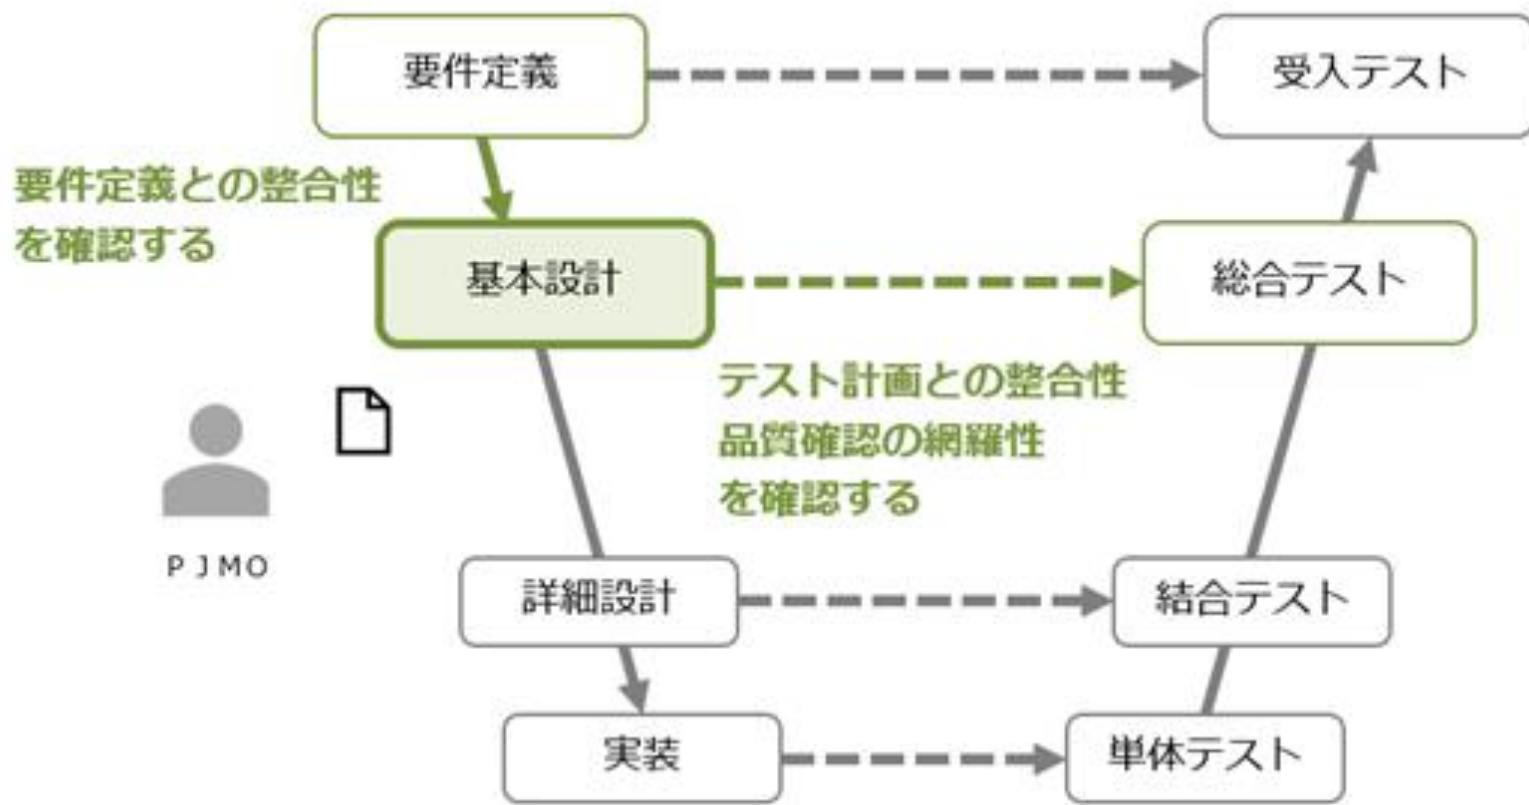 要件定義
受入テスト
要件定義との整合性
を確認する
基本設計
総合テスト
テスト計画との整合性
品質確認の網羅性
を確認する
ＰＪＭＯ
詳細設計
結合テスト
実装
単体テスト